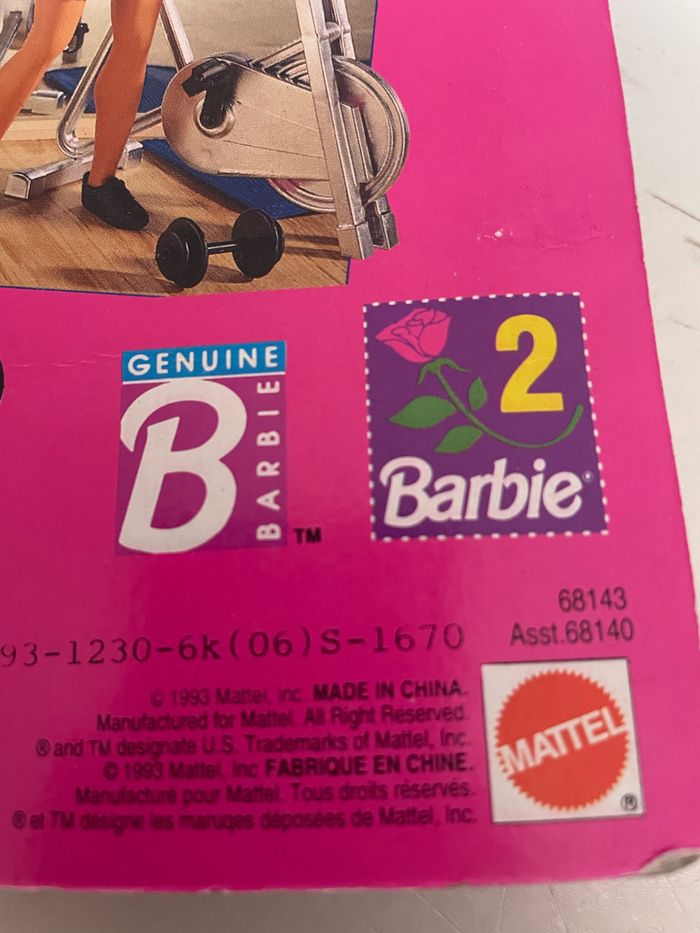 GENUINE
B
BARBIE
TM
2
Barbie®
68143
Asst.68140
93-1230-6k(06)S-1670
© 1993 Mattel, Inc. MADE IN CHINA.
Manufactured for Mattel. All Right Reserved.
® and TM designate U.S. Trademarks of Mattel, Inc.
© 1993 Mattel, Inc FABRIQUE EN CHINE.
Manufacturé pour Mattel. Tous droits réservés.
® et TM designe les maruqes déposées de Mattel, Inc.
MATTEL
®